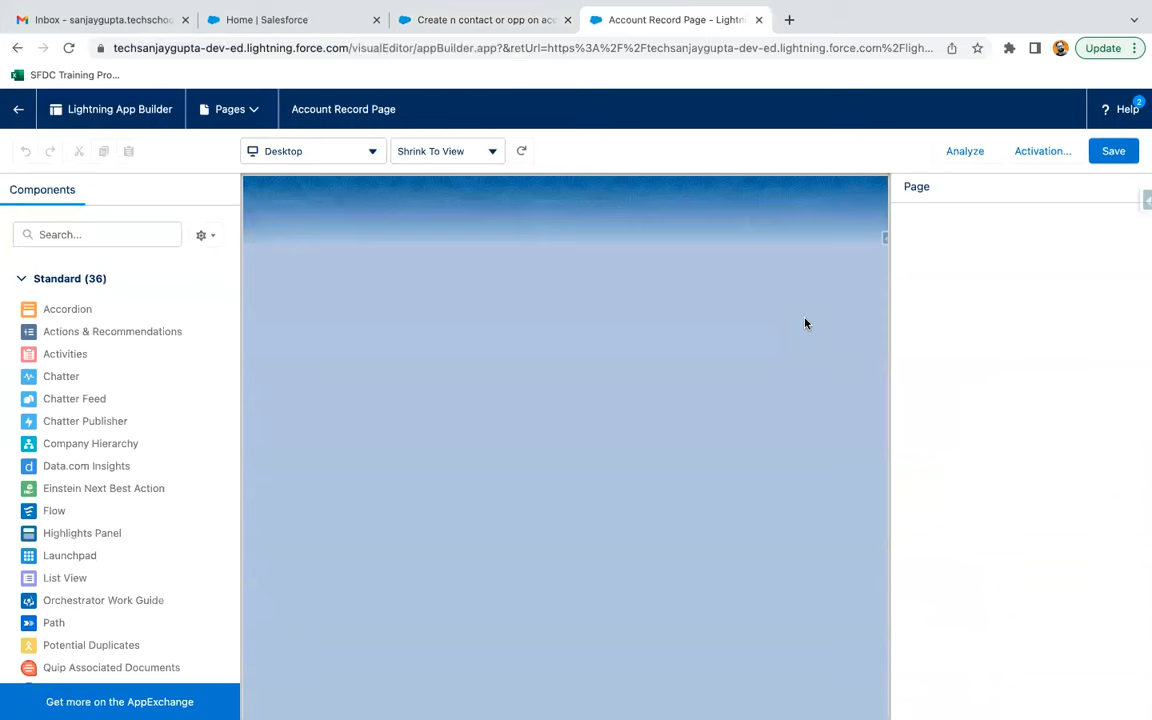 Inbox - sanjaygupta.techschoo
Home | Salesforce
Create n contact or opp on acc
Account Record Page - Lightni
techsanjaygupta-dev-ed.lightning.force.com/visualEditor/appBuilder.app?&retUrl=https%3A%2F%2Ftechsanjaygupta-dev-ed.lightning.force.com%2Fligh...
Update
SFDC Training Pro...
Lightning App Builder
Pages
Account Record Page
? Help
2
Desktop
Shrink To View
Analyze
Activation...
Save
Components
Page
Search...
Standard (36)
Accordion
Actions & Recommendations
Activities
Chatter
Chatter Feed
Chatter Publisher
Company Hierarchy
Data.com Insights
Einstein Next Best Action
Flow
Highlights Panel
Launchpad
List View
Orchestrator Work Guide
Path
Potential Duplicates
Quip Associated Documents
Get more on the AppExchange